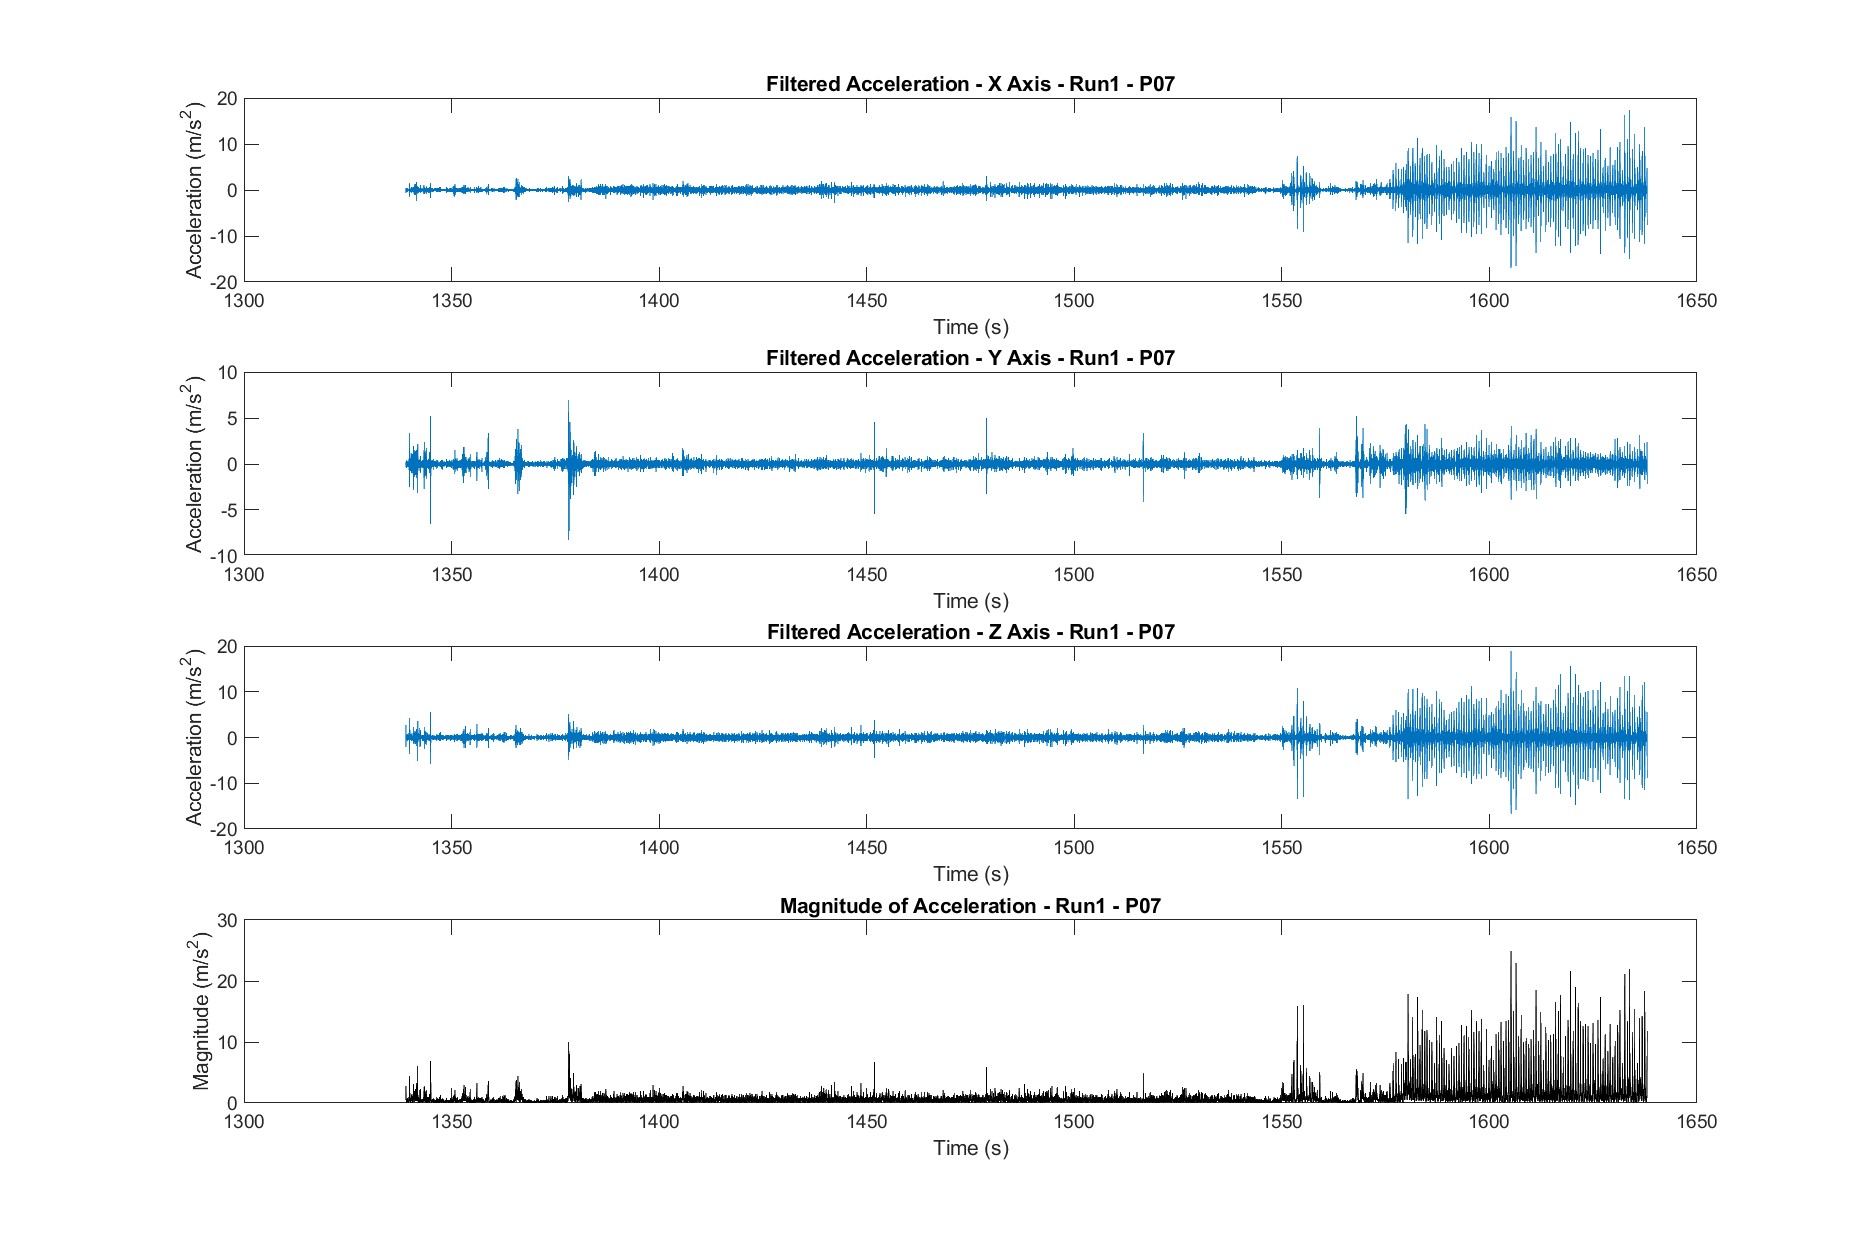 Filtered Acceleration - X Axis - Run1 - P07
20
10
0
-10
-20
Acceleration (m/s²)
1300 1350 1400 1450 1500 1550 1600 1650
Time (s)
Filtered Acceleration - Y Axis - Run1 - P07
10
5
0
-5
-10
Acceleration (m/s²)
1300 1350 1400 1450 1500 1550 1600 1650
Time (s)
Filtered Acceleration - Z Axis - Run1 - P07
20
10
0
-10
-20
Acceleration (m/s²)
1300 1350 1400 1450 1500 1550 1600 1650
Time (s)
Magnitude of Acceleration - Run1 - P07
30
20
10
0
Magnitude (m/s²)
1300 1350 1400 1450 1500 1550 1600 1650
Time (s)